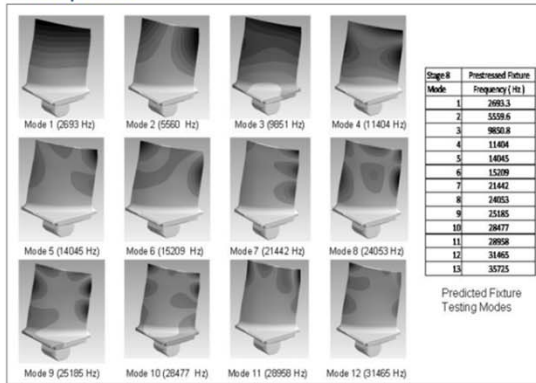 Mode 1 (2693 Hz)
Mode 2 (5560 Hz)
Mode 3 (9851 Hz)
Mode 4 (11404 Hz)
Mode 5 (14045 Hz)
Mode 6 (15209 Hz)
Mode 7 (21442 Hz)
Mode 8 (24053 Hz)
Mode 9 (25185 Hz)
Mode 10 (28477 Hz)
Mode 11 (28958 Hz)
Mode 12 (31465 Hz)
Stage 8 Prestressed Fixture
Mode Frequency ( Hz )
1 2693.3
2 5559.6
3 9850.8
4 11404
5 14045
6 15209
7 21442
8 24053
9 25185
10 28477
11 28958
12 31465
13 35725
Predicted Fixture
Testing Modes